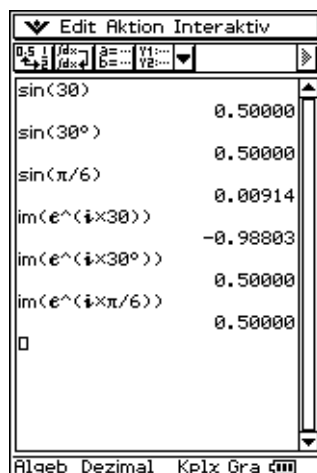 Edit Aktion Interaktiv
sin(30)
0.50000
sin(30°)
0.50000
sin(π/6)
0.00914
im(e^(i×30))
-0.98803
im(e^(i×30°))
0.50000
im(e^(i×π/6))
0.50000
Algeb Dezimal Kplx Gra